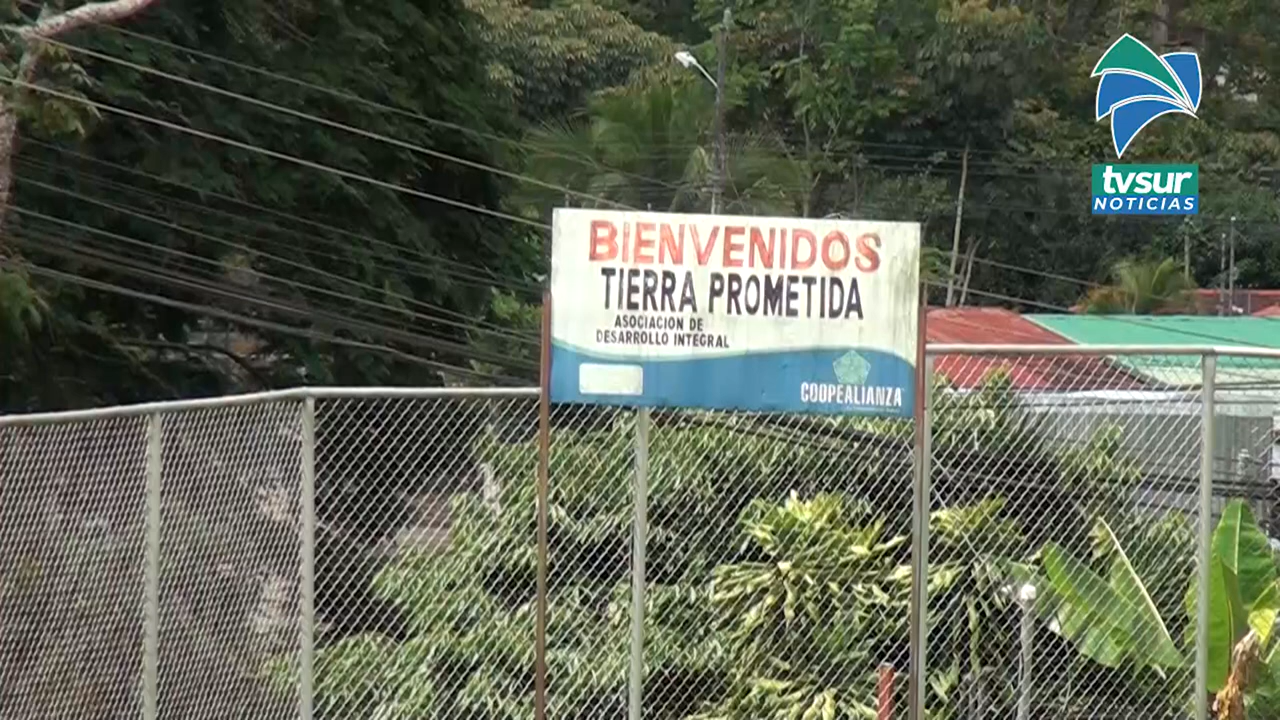 tvsur
NOTICIAS
BIENVENIDOS
TIERRA PROMETIDA
ASOCIACION DE
DESARROLLO INTEGRAL
COOPEALIANZA